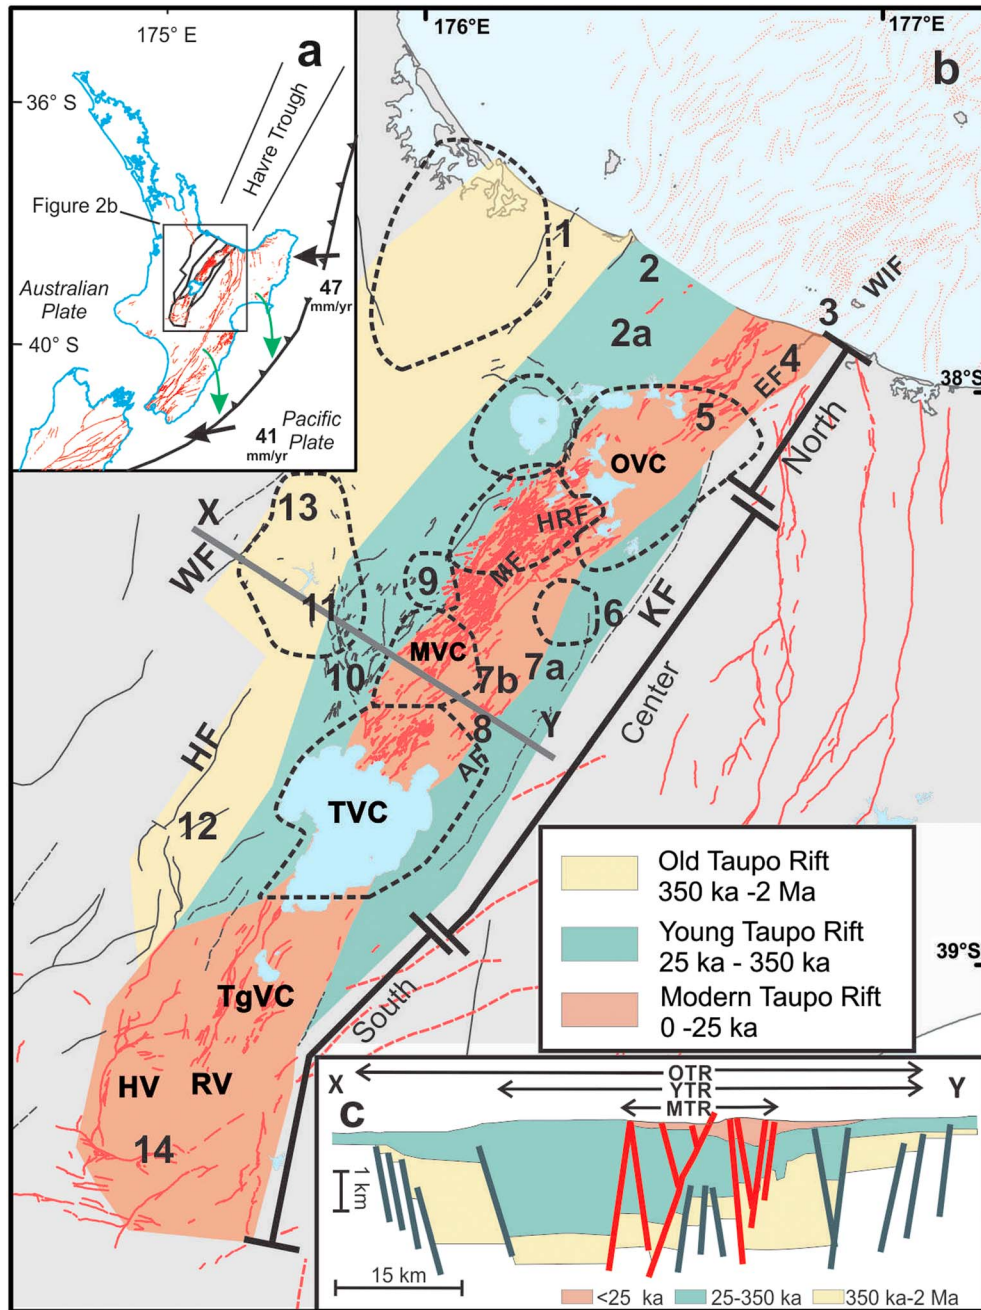 175° E
a
36° S
Havre Trough
Figure 2b
Australian
Plate
47
mm/yr
40° S
Pacific
Plate
41
mm/yr
176°E
177°E
b
1
2
2a
3
WIF
4
EF
38°S
5
North
OVC
HRF
MF
X
13
WF
9
11
6
KF
MVC
7a
10
7b
Center
8
Y
AF
HF
TVC
12
Old Taupo Rift
350 ka -2 Ma
Young Taupo Rift
25 ka - 350 ka
Modern Taupo Rift
0 -25 ka
39°S
South
TgVC
HV
RV
14
X
OTR
Y
YTR
c
MTR
1 km
15 km
<25 ka
25-350 ka
350 ka-2 Ma